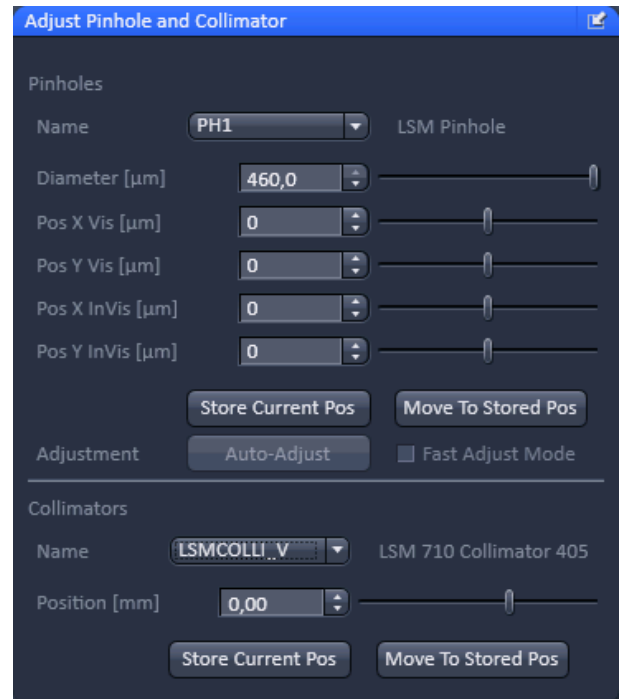 Adjust Pinhole and Collimator
Pinholes
Name PH1 LSM Pinhole
Diameter [µm] 460,0
Pos X Vis [µm] 0
Pos Y Vis [µm] 0
Pos X InVis [µm] 0
Pos Y InVis [µm] 0
Store Current Pos Move To Stored Pos
Adjustment Auto-Adjust Fast Adjust Mode
Collimators
Name LSMCOLLI_V LSM 710 Collimator 405
Position [mm] 0,00
Store Current Pos Move To Stored Pos